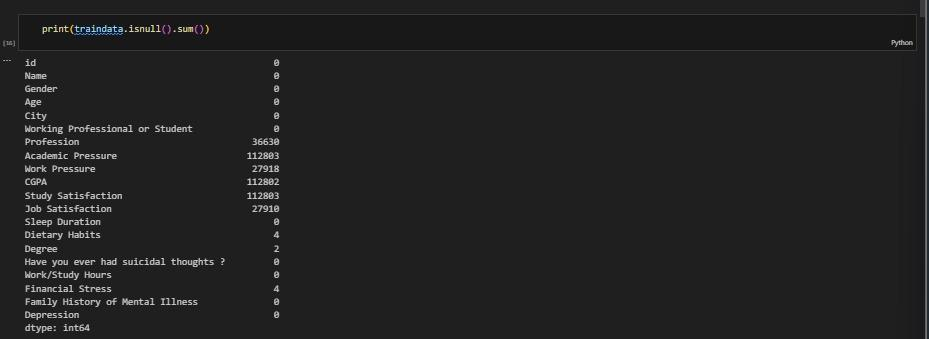 print(traindata.isnull().sum())
[16]
Python
...
id 0
Name 0
Gender 0
Age 0
City 0
Working Professional or Student 0
Profession 36630
Academic Pressure 112803
Work Pressure 27918
CGPA 112802
Study Satisfaction 112803
Job Satisfaction 27910
Sleep Duration 0
Dietary Habits 4
Degree 2
Have you ever had suicidal thoughts ? 0
Work/Study Hours 0
Financial Stress 4
Family History of Mental Illness 0
Depression 0
dtype: int64